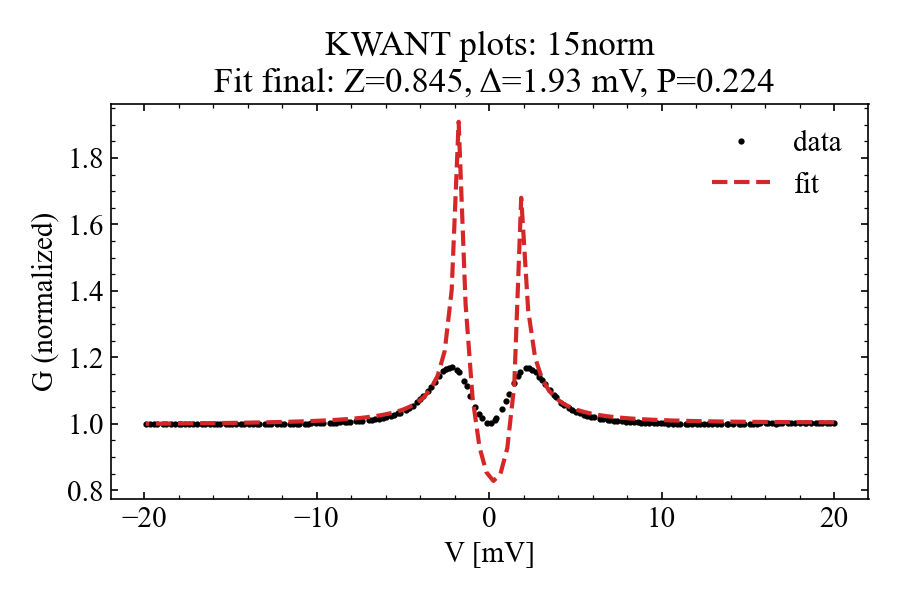 KWANT plots: 15norm
Fit final: Z=0.845, Δ=1.93 mV, P=0.224
data
fit
G (normalized)
1.8
1.6
1.4
1.2
1.0
0.8
−20
−10
0
10
20
V [mV]